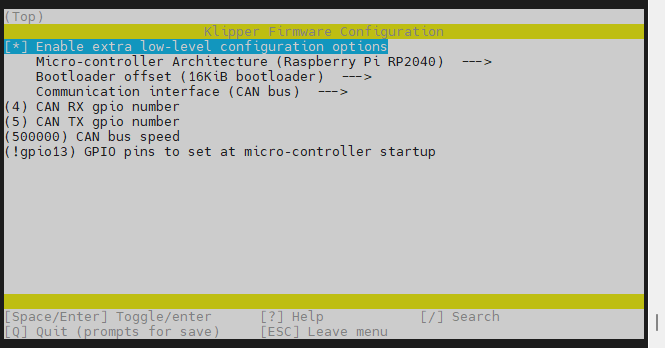 (Top)
Klipper Firmware Configuration
[*] Enable extra low-level configuration options
Micro-controller Architecture (Raspberry Pi RP2040)  --->
Bootloader offset (16KiB bootloader)  --->
Communication interface (CAN bus)  --->
(4) CAN RX gpio number
(5) CAN TX gpio number
(500000) CAN bus speed
(!gpio13) GPIO pins to set at micro-controller startup
[Space/Enter] Toggle/enter      [?] Help            [/] Search
[Q] Quit (prompts for save)     [ESC] Leave menu